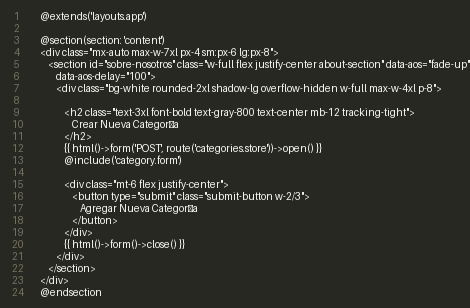 1 @extends('layouts.app')
2
3 @section(section: 'content')
4 <div class="mx-auto max-w-7xl px-4 sm:px-6 lg:px-8">
5 <section id="sobre-nosotros" class="w-full flex justify-center about-section" data-aos="fade-up"
6 data-aos-delay="100">
7 <div class="bg-white rounded-2xl shadow-lg overflow-hidden w-full max-w-4xl p-8">
8
9 <h2 class="text-3xl font-bold text-gray-800 text-center mb-12 tracking-tight">
10 Crear Nueva Categor□a
11 </h2>
12 {{ html()->form('POST', route('categories.store'))->open() }}
13 @include('category.form')
14
15 <div class="mt-6 flex justify-center">
16 <button type="submit" class="submit-button w-2/3">
17 Agregar Nueva Categor□a
18 </button>
19 </div>
20 {{ html()->form()->close() }}
21 </div>
22 </section>
23 </div>
24 @endsection